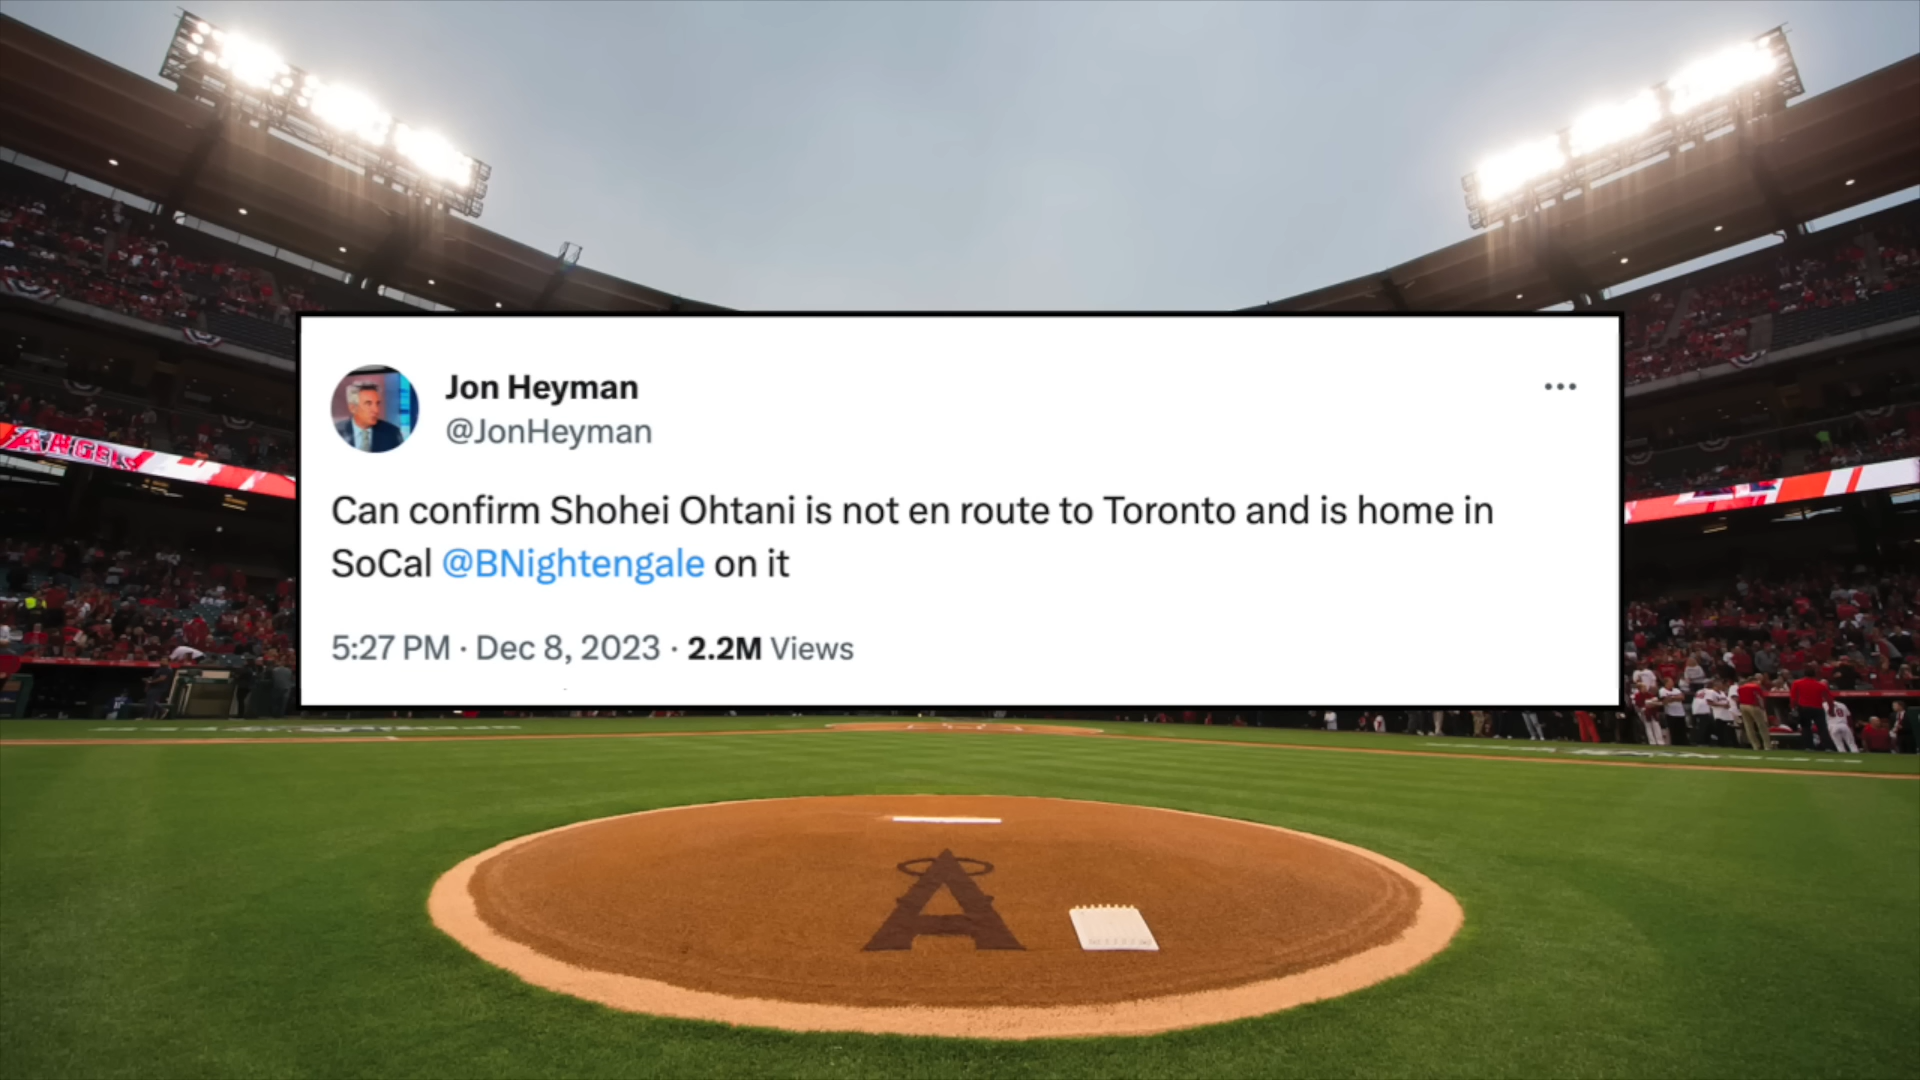 Jon Heyman
@JonHeyman
Can confirm Shohei Ohtani is not en route to Toronto and is home in
SoCal @BNightengale on it
5:27 PM · Dec 8, 2023 · 2.2M Views
ANGELS
A